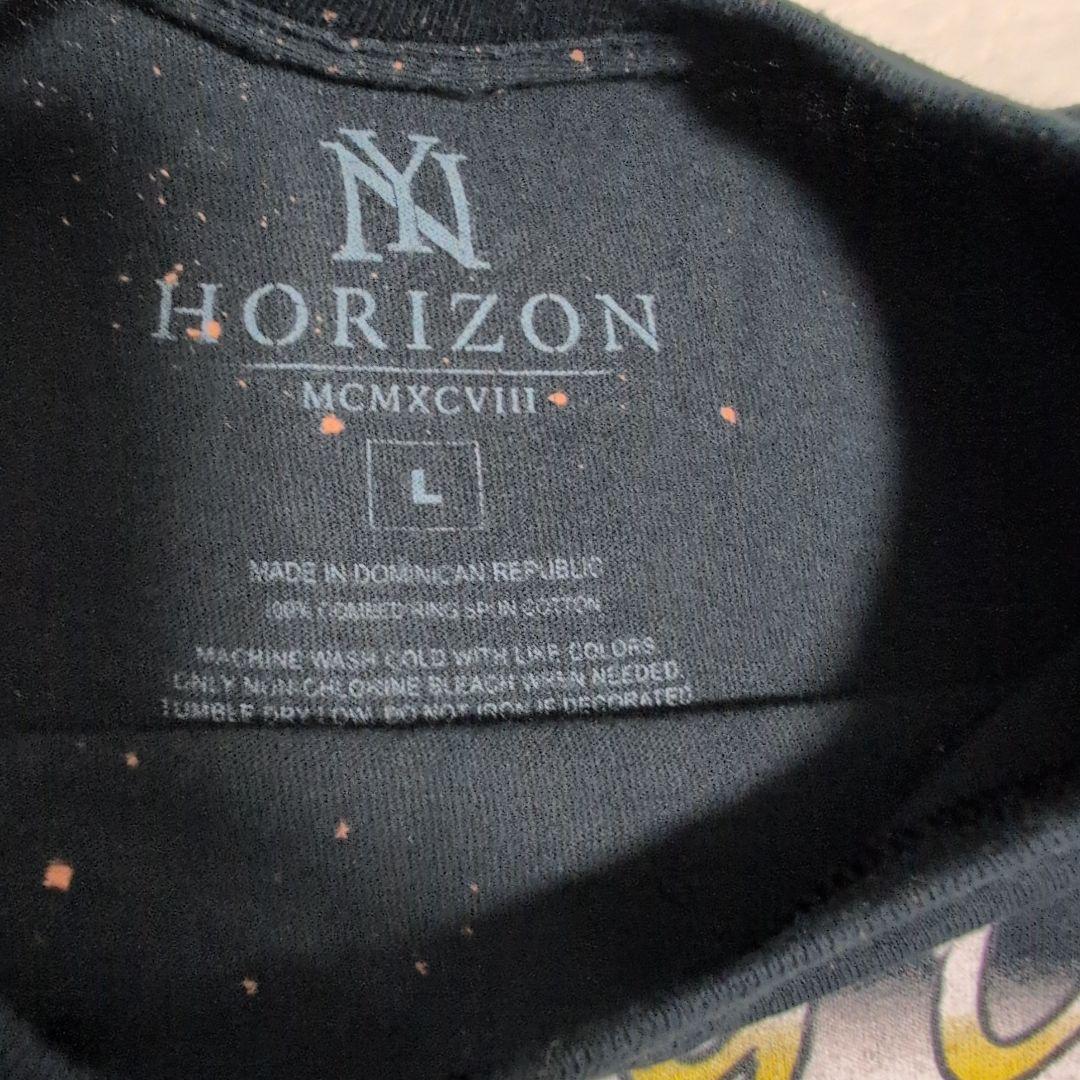 NY
HORIZON
MCMXCVIII
L
MADE IN DOMINICAN REPUBLIC
100% COMBED RING SPUN COTTON
MACHINE WASH COLD WITH LIKE COLORS
ONLY NON-CHLORINE BLEACH WHEN NEEDED.
TUMBLE DRY LOW. DO NOT IRON IF DECORATED